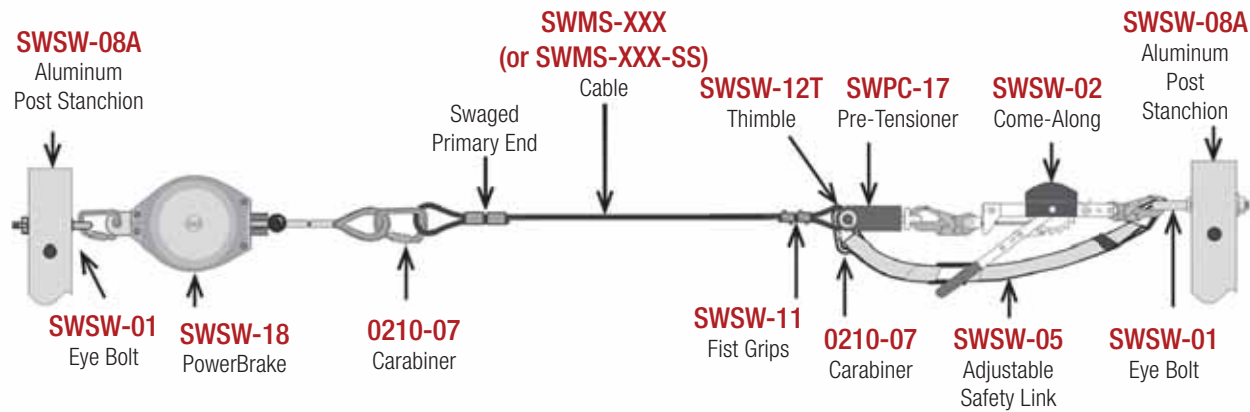 SWSW-08A
Aluminum
Post Stanchion
Swaged
Primary End
SWMS-XXX
(or SWMS-XXX-SS)
Cable
SWSW-12T
Thimble
SWPC-17
Pre-Tensioner
SWSW-02
Come-Along
SWSW-08A
Aluminum
Post
Stanchion
SWSW-01
Eye Bolt
SWSW-18
PowerBrake
0210-07
Carabiner
SWSW-11
Fist Grips
0210-07
Carabiner
SWSW-05
Adjustable
Safety Link
SWSW-01
Eye Bolt